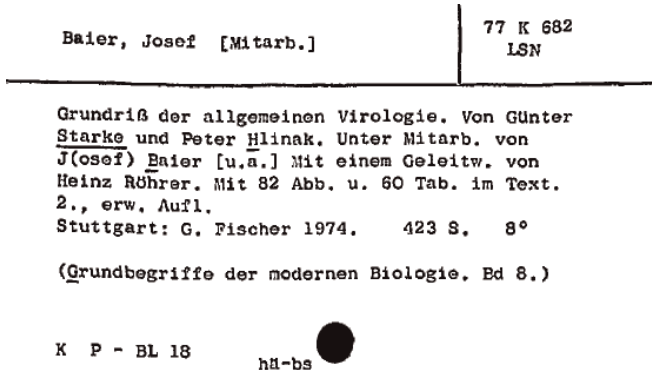 Baier, Josef [Mitarb.]
77 K 682
LSN
Grundriß der allgemeinen Virologie. Von Günter
Starke und Peter Hlinak. Unter Mitarb. von
J(osef) Baier [u.a.] Mit einem Geleitw. von
Heinz Röhrer. Mit 82 Abb. u. 60 Tab. im Text.
2., erw. Aufl.
Stuttgart: G. Fischer 1974. 423 S. 8°
(Grundbegriffe der modernen Biologie. Bd 8.)
K P - BL 18
hä-bs